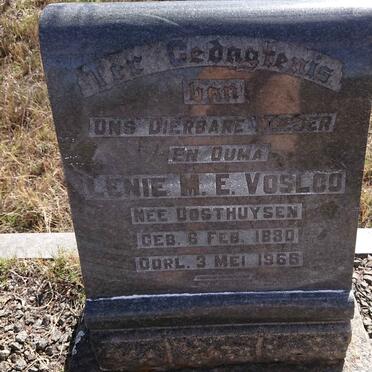 Ter Gedagtenis
van
ONS DIERBARE MOEDER
EN OUMA
LENIE M. E. VOSLOO
NEE OOSTHUYSEN
GEB. 6 FEB. 1880
OORL. 3 MEI 1966